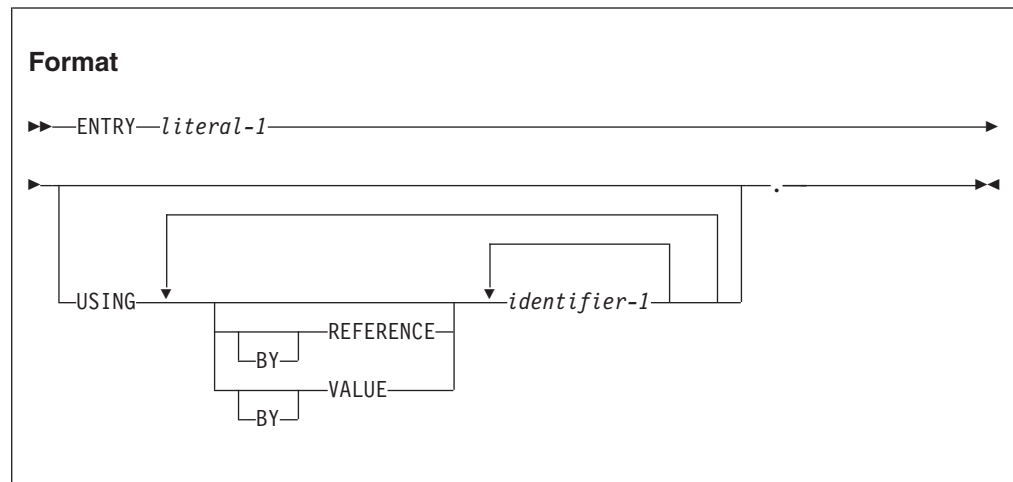 Format
ENTRY literal-1
.
USING identifier-1
REFERENCE
BY
VALUE
BY